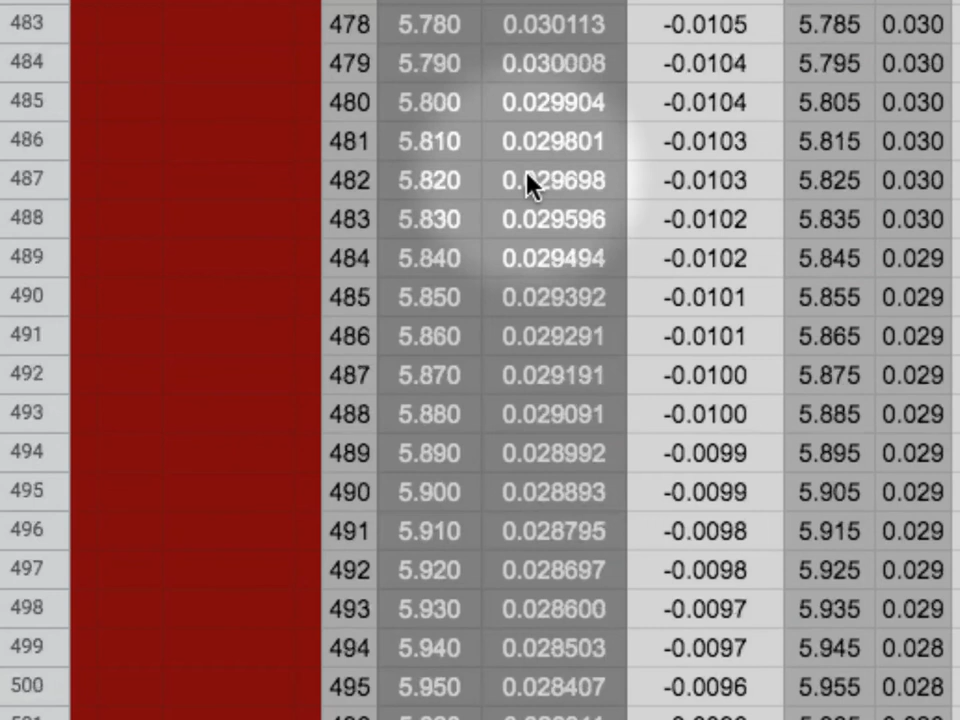 483 478 5.780 0.030113 -0.0105 5.785 0.030
484 479 5.790 0.030008 -0.0104 5.795 0.030
485 480 5.800 0.029904 -0.0104 5.805 0.030
486 481 5.810 0.029801 -0.0103 5.815 0.030
487 482 5.820 0.029698 -0.0103 5.825 0.030
488 483 5.830 0.029596 -0.0102 5.835 0.030
489 484 5.840 0.029494 -0.0102 5.845 0.029
490 485 5.850 0.029392 -0.0101 5.855 0.029
491 486 5.860 0.029291 -0.0101 5.865 0.029
492 487 5.870 0.029191 -0.0100 5.875 0.029
493 488 5.880 0.029091 -0.0100 5.885 0.029
494 489 5.890 0.028992 -0.0099 5.895 0.029
495 490 5.900 0.028893 -0.0099 5.905 0.029
496 491 5.910 0.028795 -0.0098 5.915 0.029
497 492 5.920 0.028697 -0.0098 5.925 0.029
498 493 5.930 0.028600 -0.0097 5.935 0.029
499 494 5.940 0.028503 -0.0097 5.945 0.028
500 495 5.950 0.028407 -0.0096 5.955 0.028